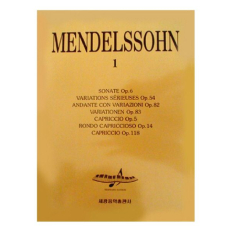 MENDELSSOHN
1
SONATE Op.6
VARIATIONS SÉRIEUSES Op.54
ANDANTE CON VARIAZIONI Op.82
VARIATIONEN Op.83
CAPRICCIO Op.5
RONDO CAPRICCIOSO Op.14
CAPRICCIO Op.118